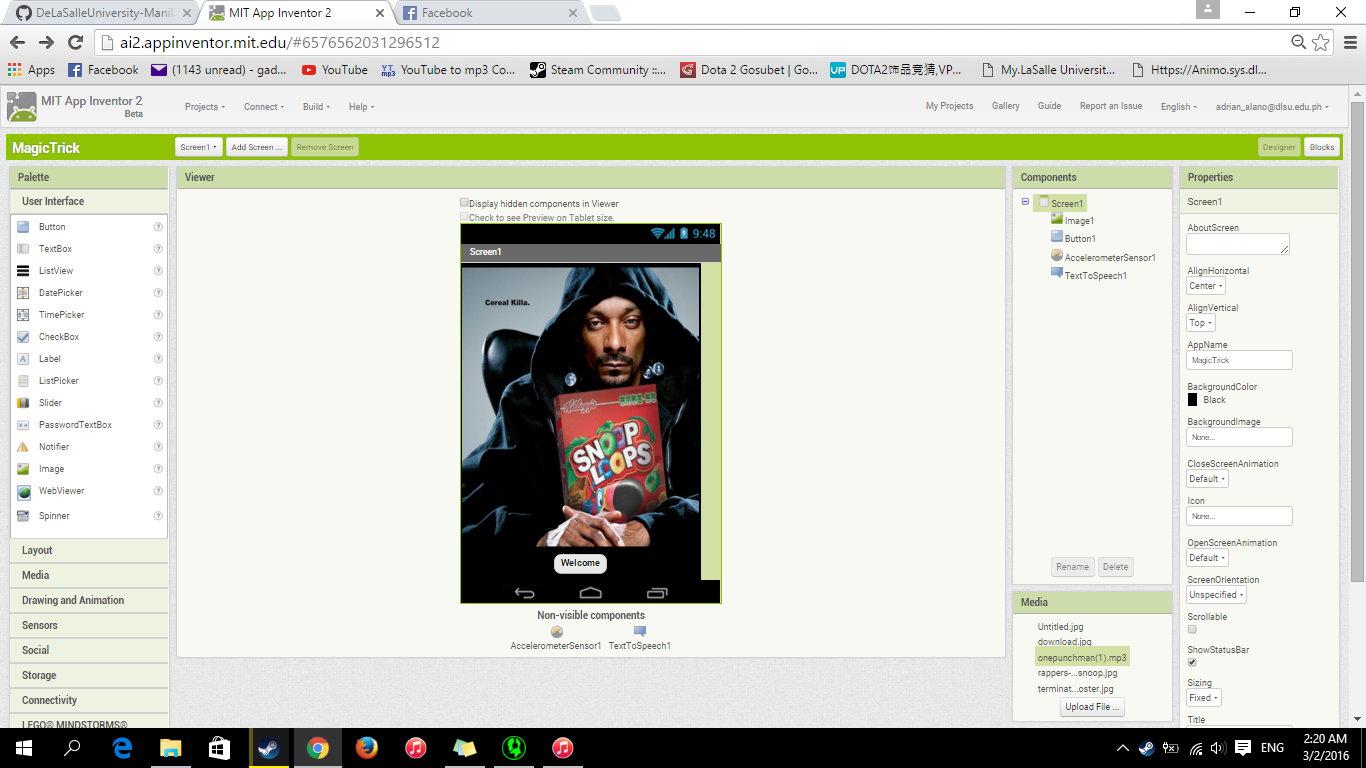 DeLaSalleUniversity-Manil
MIT App Inventor 2
Facebook
ai2.appinventor.mit.edu/#6576562031296512
Apps
Facebook
(1143 unread) - gad...
YouTube
YT mp3
YouTube to mp3 Co...
Steam Community ::...
Dota 2 Gosubet | Go...
UP
DOTA2饰品竞猜,VP...
My.LaSalle Universit...
Https://Animo.sys.dl...
MIT App Inventor 2
Beta
Projects
Connect
Build
Help
My Projects
Gallery
Guide
Report an Issue
English
adrian_alano@dlsu.edu.ph
MagicTrick
Screen1
Add Screen ...
Remove Screen
Designer
Blocks
Palette
User Interface
Button
TextBox
ListView
DatePicker
TimePicker
CheckBox
Label
ListPicker
Slider
PasswordTextBox
Notifier
Image
WebViewer
Spinner
Layout
Media
Drawing and Animation
Sensors
Social
Storage
Connectivity
LEGO® MINDSTORMS®
Viewer
Display hidden components in Viewer
Check to see Preview on Tablet size.
9:48
Screen1
Cereal Killa.
SNOOP
LOOPS
Welcome
Non-visible components
AccelerometerSensor1
TextToSpeech1
Components
Screen1
Image1
Button1
AccelerometerSensor1
TextToSpeech1
Rename
Delete
Media
Untitled.jpg
download.jpg
onepunchman(1).mp3
rappers-...snoop.jpg
terminat...oster.jpg
Upload File ...
Properties
Screen1
AboutScreen
AlignHorizontal
Center
AlignVertical
Top
AppName
MagicTrick
BackgroundColor
Black
BackgroundImage
None...
CloseScreenAnimation
Default
Icon
None...
OpenScreenAnimation
Default
ScreenOrientation
Unspecified
Scrollable
ShowStatusBar
Sizing
Fixed
Title
ENG
2:20 AM
3/2/2016